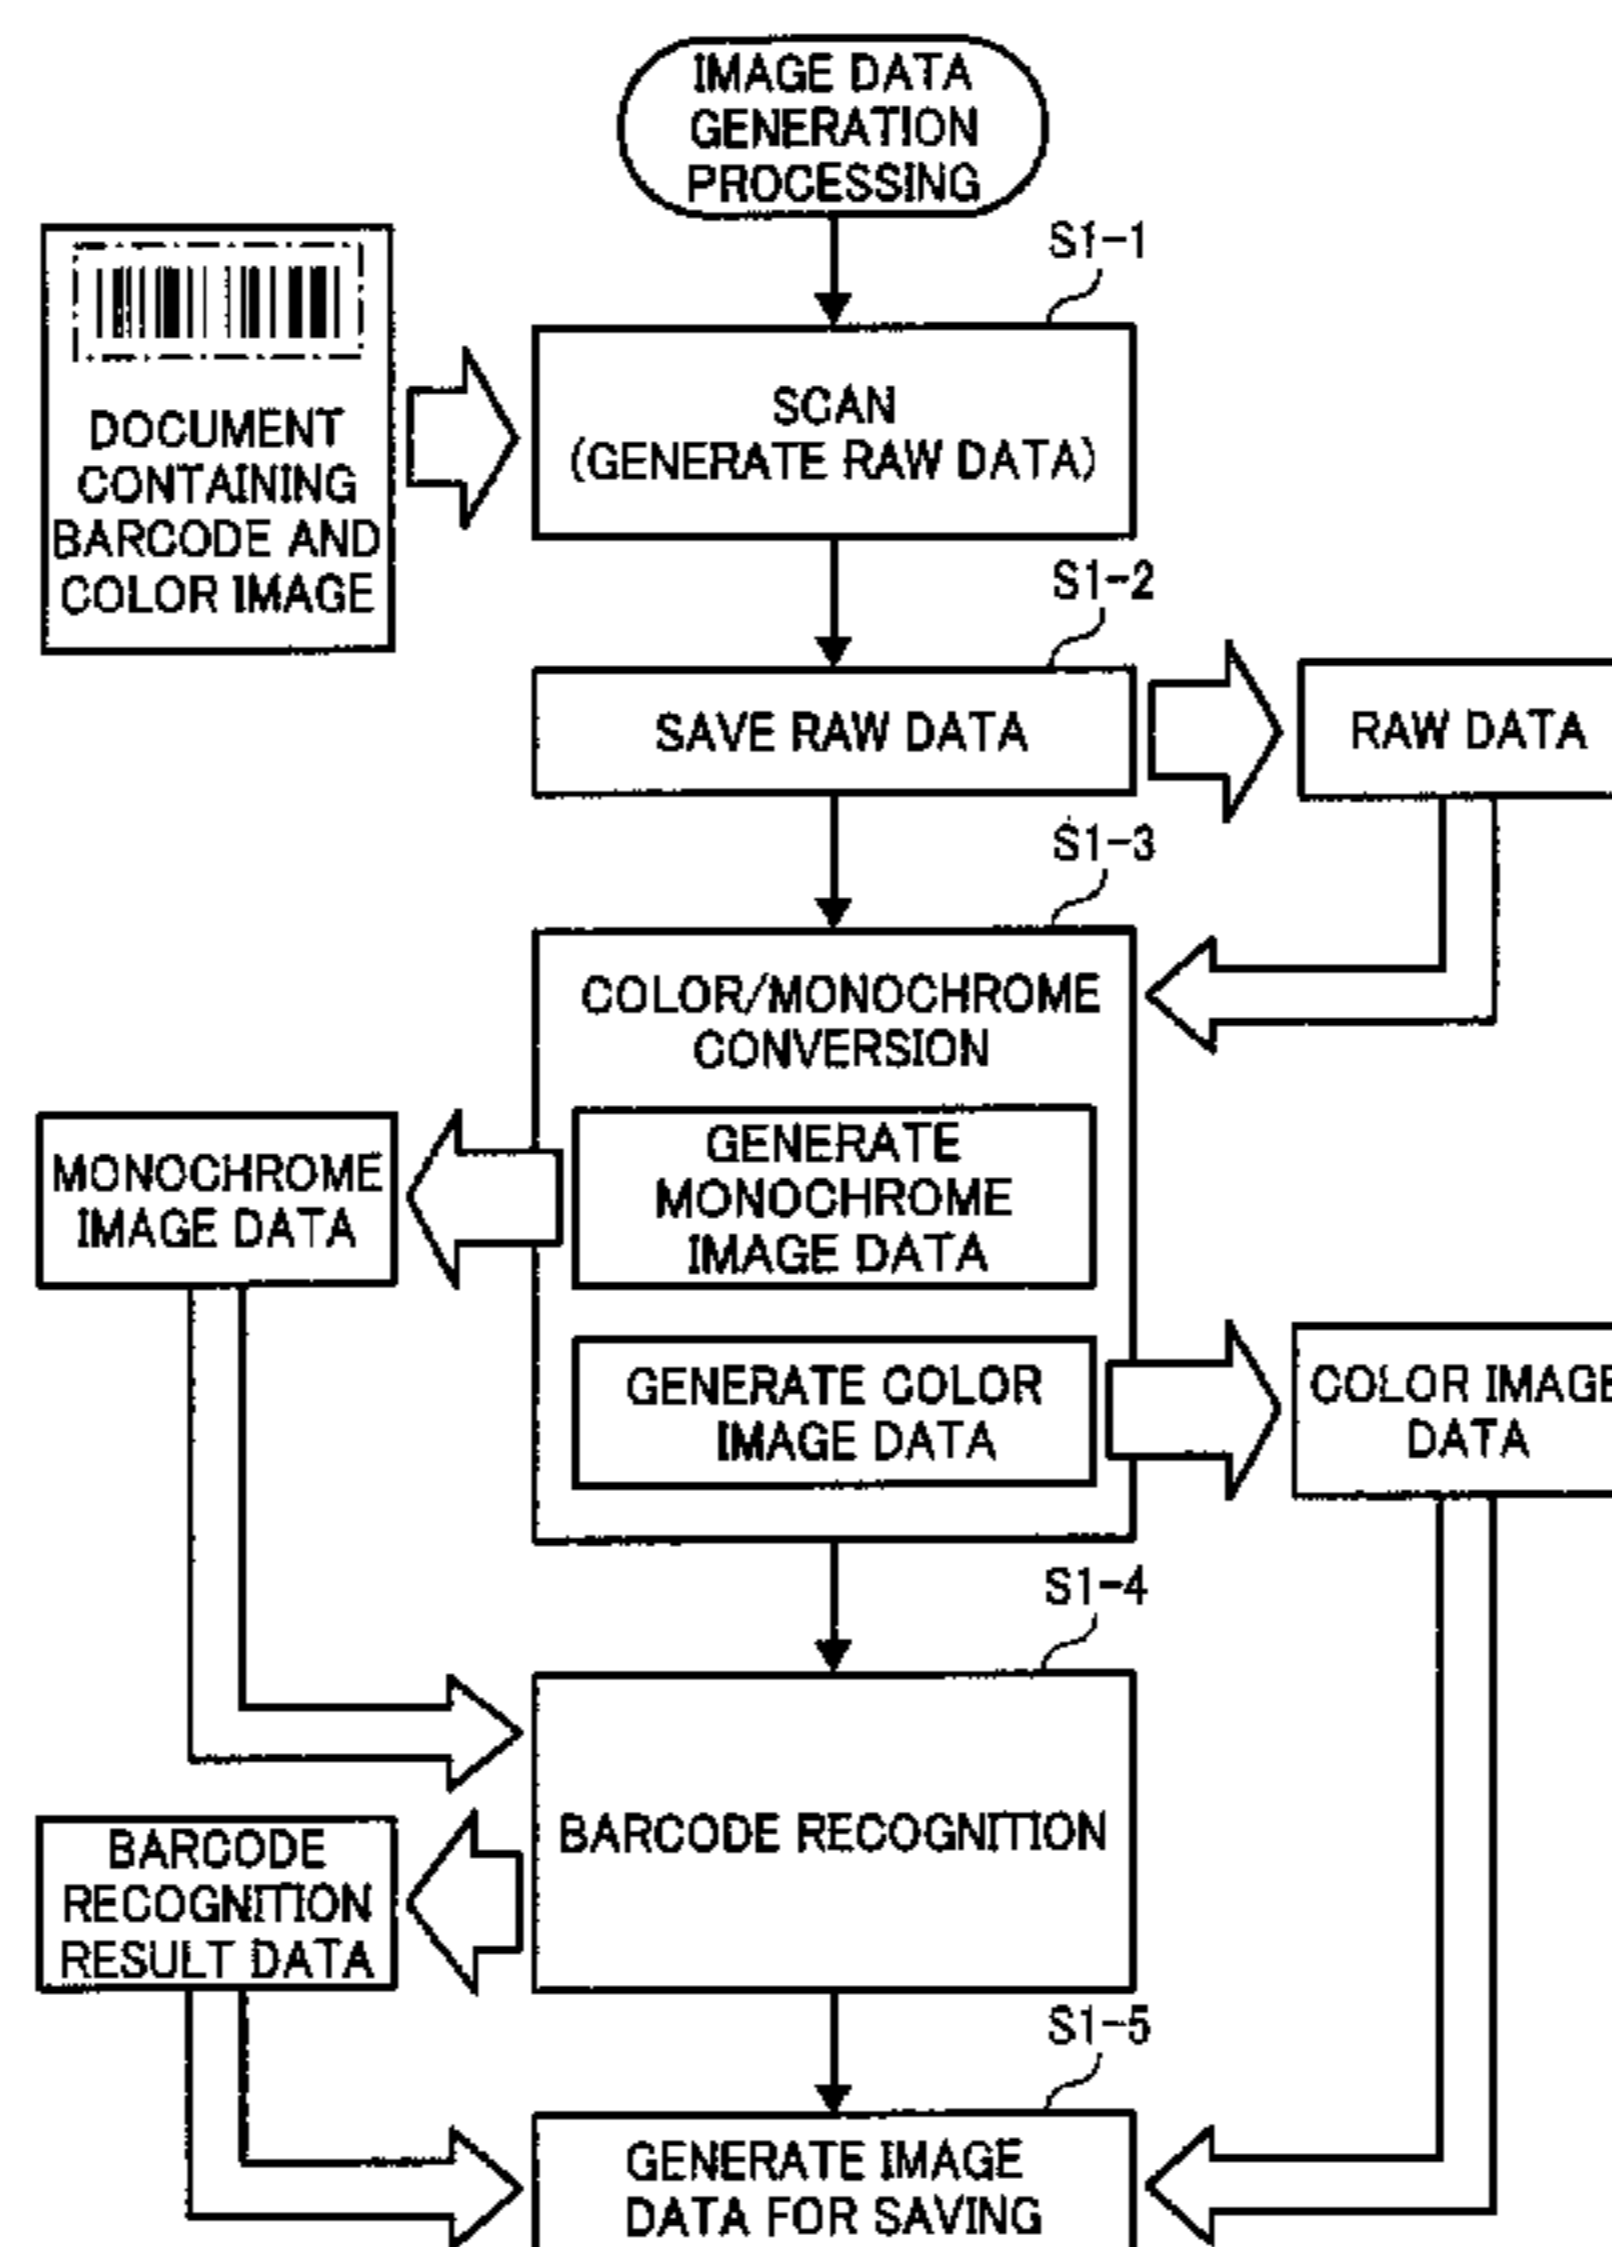 IMAGE DATA
GENERATION
PROCESSING
S1-1
DOCUMENT
CONTAINING
BARCODE AND
COLOR IMAGE
SCAN
(GENERATE RAW DATA)
S1-2
SAVE RAW DATA
RAW DATA
S1-3
COLOR/MONOCHROME
CONVERSION
GENERATE
MONOCHROME
IMAGE DATA
MONOCHROME
IMAGE DATA
GENERATE COLOR
IMAGE DATA
COLOR IMAGE
DATA
S1-4
BARCODE RECOGNITION
BARCODE
RECOGNITION
RESULT DATA
S1-5
GENERATE IMAGE
DATA FOR SAVING